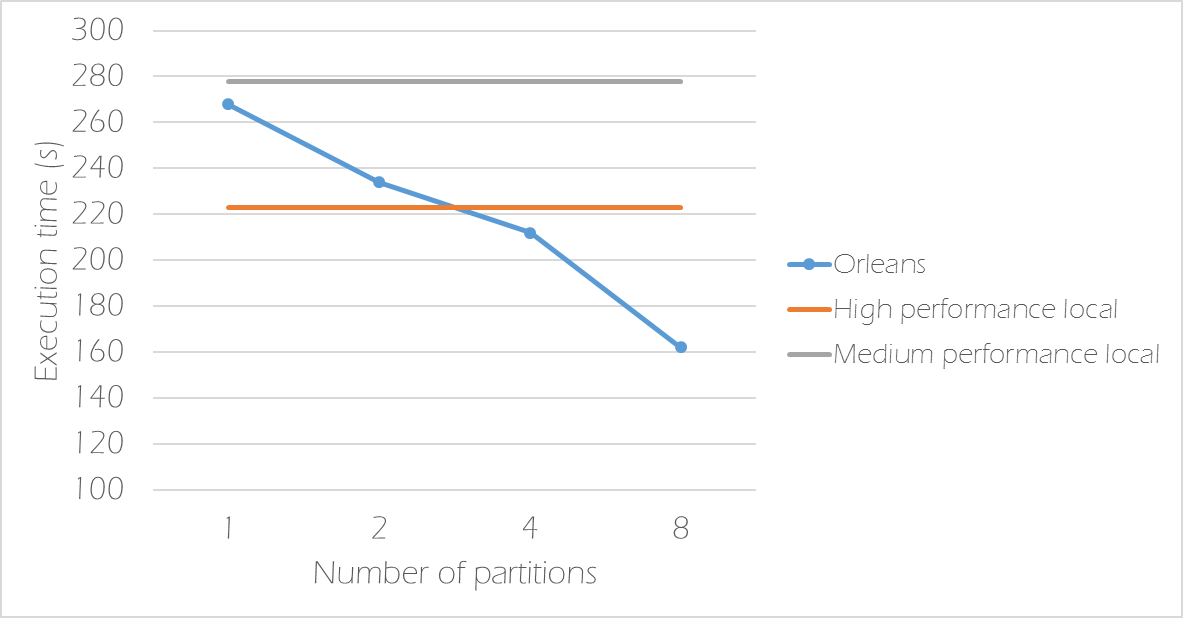 300
280
260
240
220
200
180
160
140
120
100
Execution time (s)
1 2 4 8
Number of partitions
Orleans
High performance local
Medium performance local